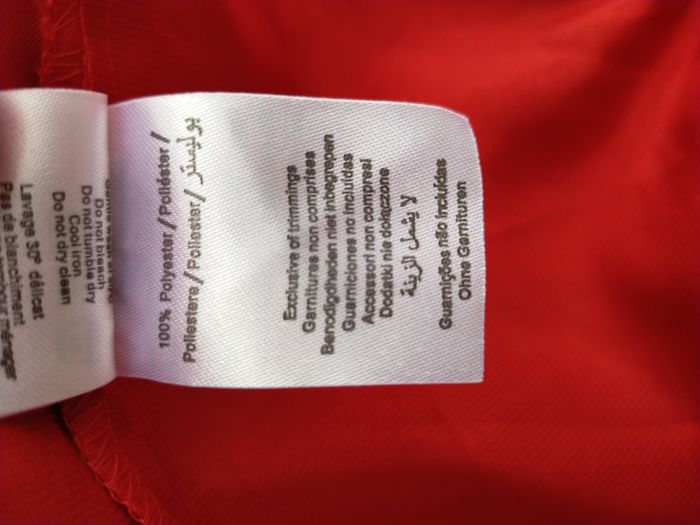 Do not bleach
Do not tumble dry
Cool iron
Do not dry clean
Lavage 30° délicat
Pas de blanchiment
ménager
100% Polyester/Poliéster/
Poliestere/Poliester/بوليستر
Exclusive of trimmings
Garnitures non comprises
Benodigdheden niet inbegrepen
Guarniciones no incluidas
Accessori non compresi
Dodatki nie dołączone
لا يشمل الزينة
Guarnições não incluídas
Ohne Garnituren